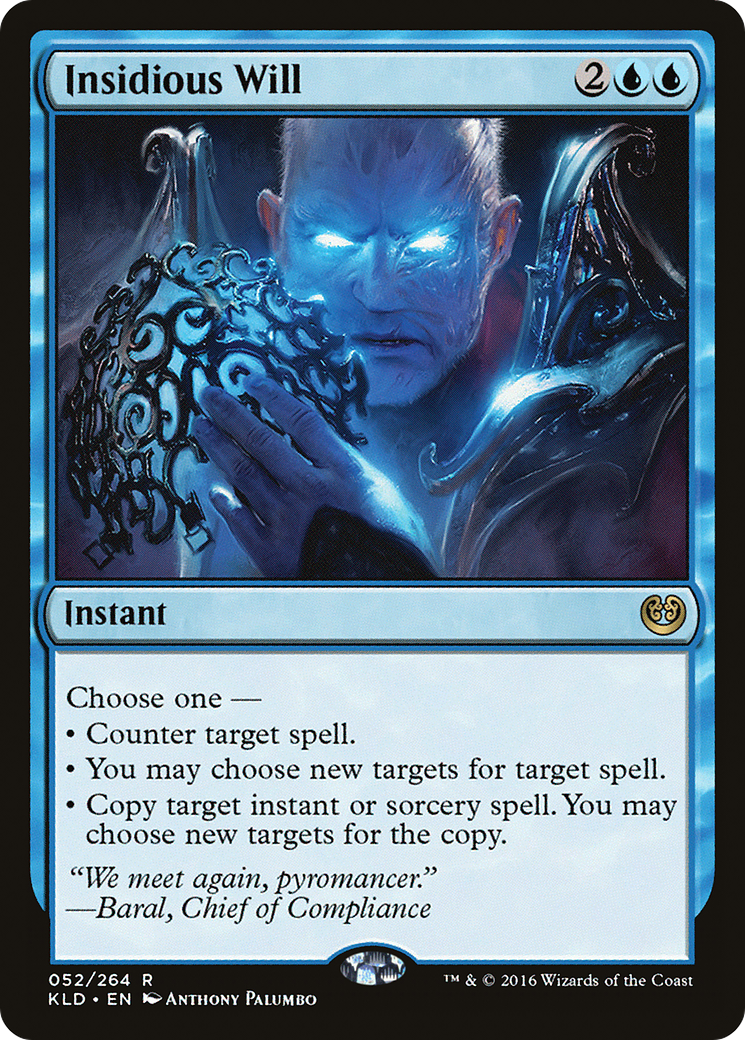 Insidious Will 2
Instant
Choose one —
• Counter target spell.
• You may choose new targets for target spell.
• Copy target instant or sorcery spell. You may
choose new targets for the copy.
“We meet again, pyromancer.”
—Baral, Chief of Compliance
052/264 R
™ & © 2016 Wizards of the Coast
KLD • EN Anthony Palumbo